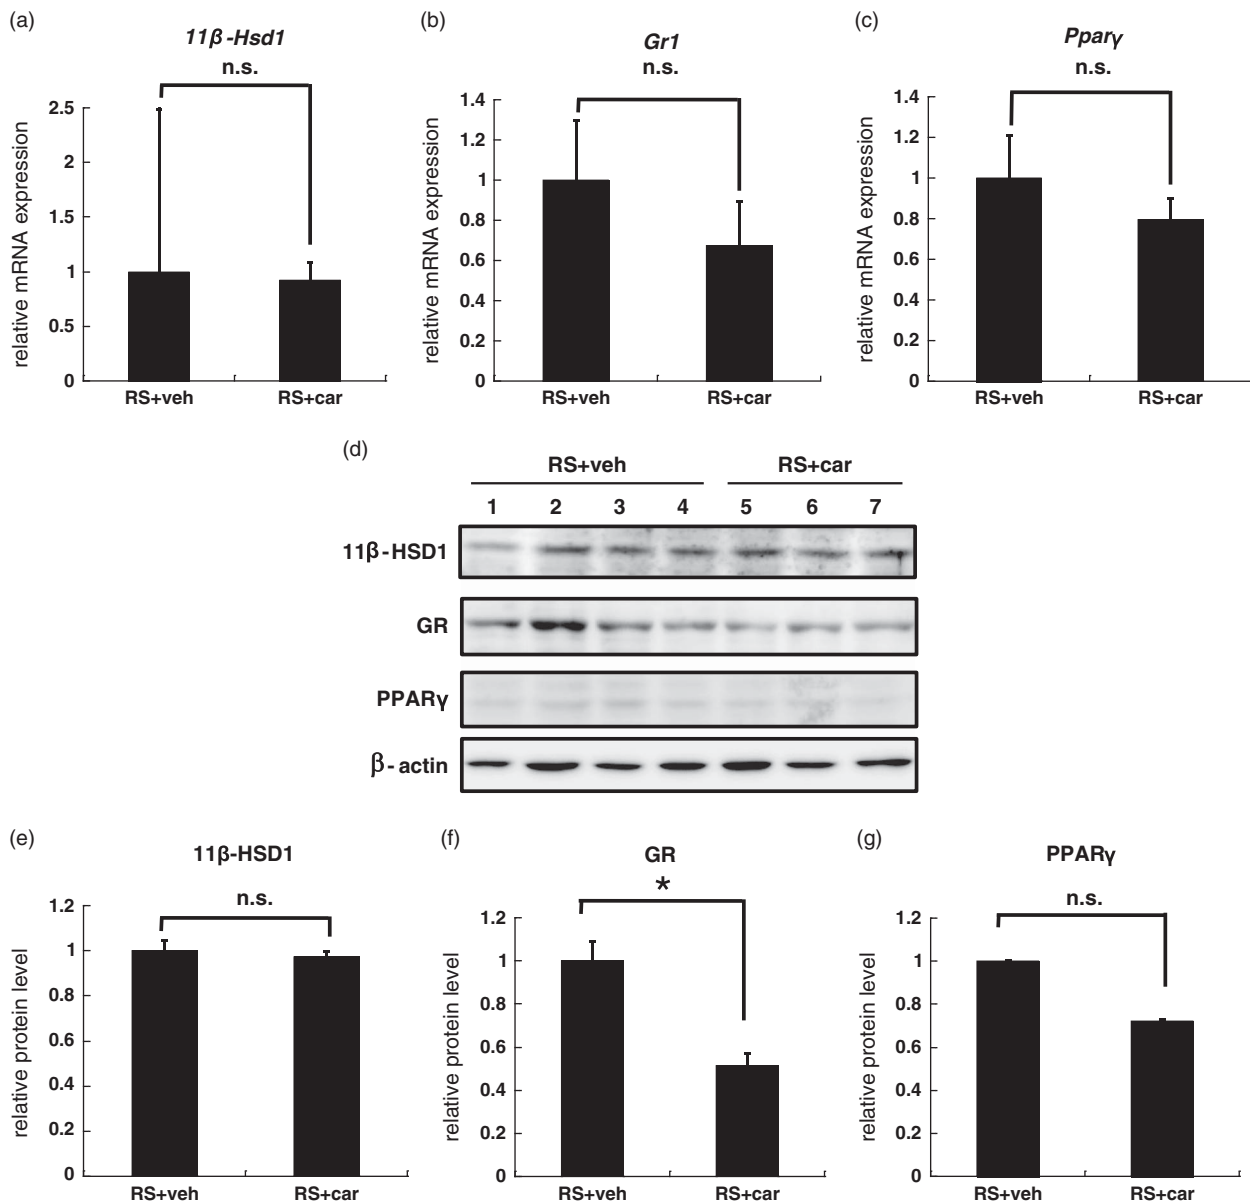 (a)
11β-Hsd1
n.s.
relative mRNA expression
2.5
2
1.5
1
0.5
0
RS+veh RS+car
(b)
Gr1
n.s.
relative mRNA expression
1.4
1.2
1
0.8
0.6
0.4
0.2
0
RS+veh RS+car
(c)
Pparγ
n.s.
relative mRNA expression
1.4
1.2
1
0.8
0.6
0.4
0.2
0
RS+veh RS+car
(d)
RS+veh RS+car
1 2 3 4 5 6 7
11β-HSD1
GR
PPARγ
β-actin
(e)
11β-HSD1
n.s.
relative protein level
1.2
1
0.8
0.6
0.4
0.2
0
RS+veh RS+car
(f)
GR
*
relative protein level
1.2
1
0.8
0.6
0.4
0.2
0
RS+veh RS+car
(g)
PPARγ
n.s.
relative protein level
1.2
1
0.8
0.6
0.4
0.2
0
RS+veh RS+car